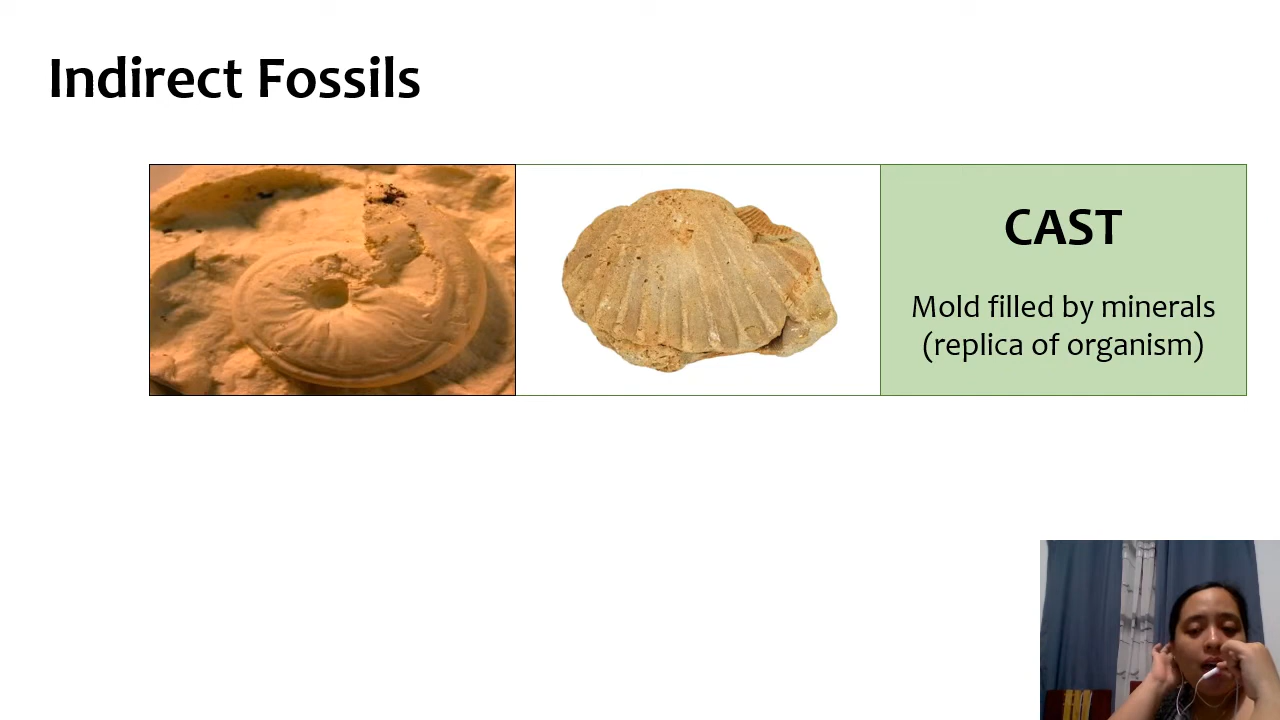 Indirect Fossils
CAST
Mold filled by minerals
(replica of organism)